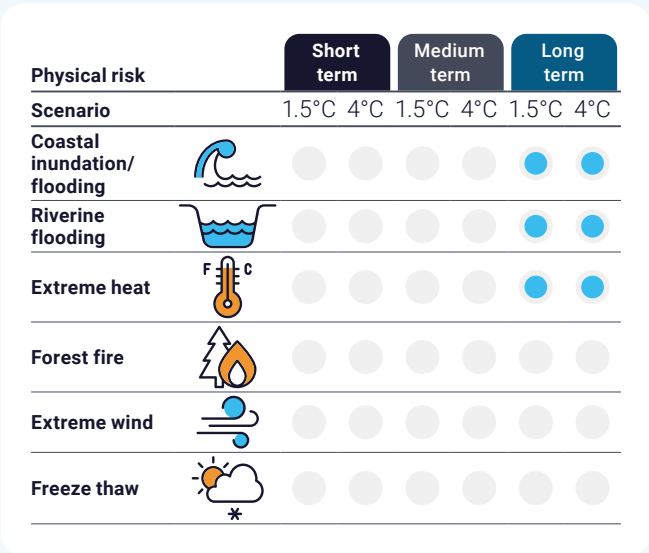 Short
term
Medium
term
Long
term
Physical risk
Scenario
1.5°C 4°C 1.5°C 4°C 1.5°C 4°C
Coastal
inundation/
flooding
Riverine
flooding
F C
Extreme heat
Forest fire
Extreme wind
Freeze thaw